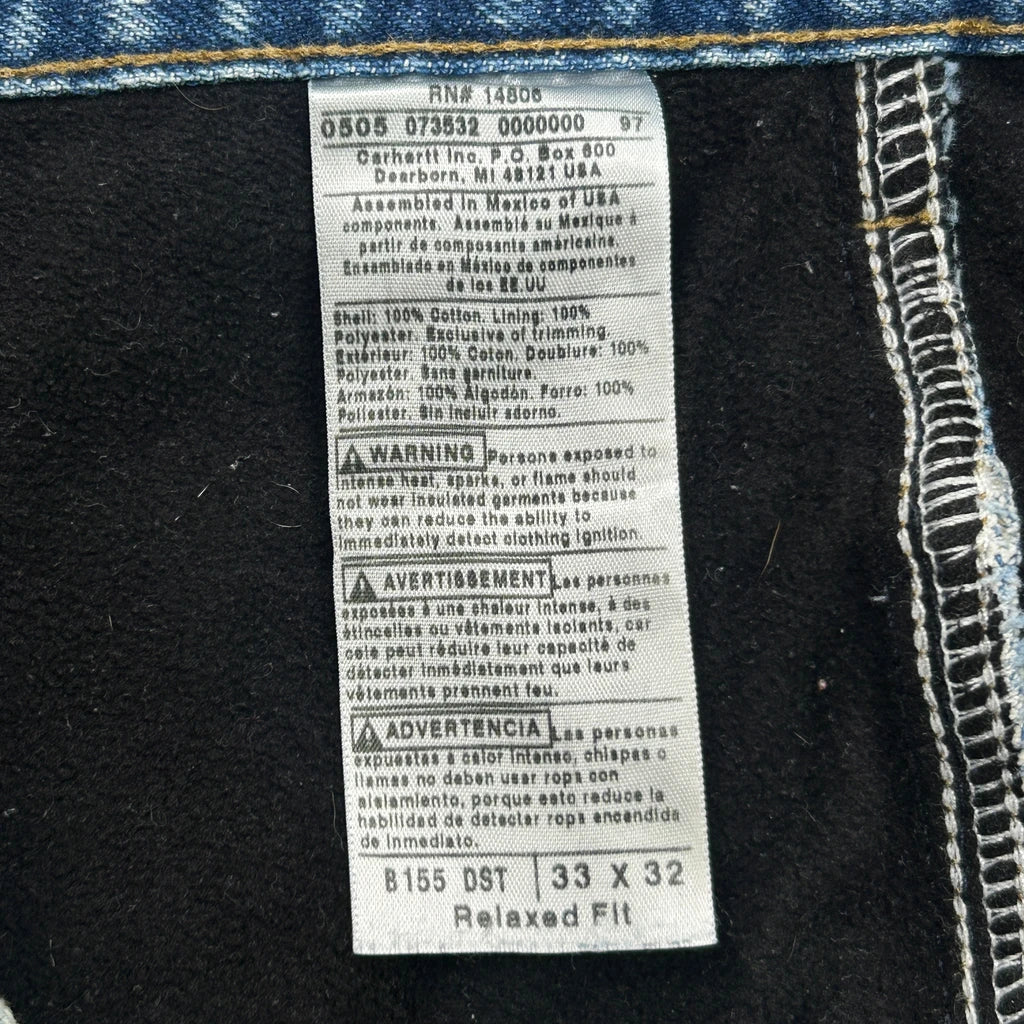 RN# 14806
0505 073532 0000000 97
Carhartt Inc, P.O. Box 600
Dearborn, MI 48121 USA
Assembled in Mexico of USA
components. Assemblé au Mexique à
partir de composants américains.
Ensamblado en México de componentes
de los EE.UU
Shell: 100% Cotton. Lining: 100%
Polyester. Exclusive of trimming.
Extérieur: 100% Coton. Doublure: 100%
Polyester. Sans garniture.
Armazón: 100% Algodón. Forro: 100%
Poliester. Sin incluir adorno.
WARNING Persons exposed to
intense heat, sparks, or flame should
not wear insulated garments because
they can reduce the ability to
immediately detect clothing ignition.
AVERTISSEMENT Les personnes
exposées à une chaleur intense, à des
étincelles ou vêtements isolants, car
cela peut réduire leur capacité de
détecter immédiatement que leurs
vêtements prennent feu.
ADVERTENCIA Las personas
expuestas a calor intenso, chispas o
llamas no deben usar ropa con
aislamiento, porque esto reduce la
habilidad de detectar ropa encendida
de inmediato.
B155 DST 33 X 32
Relaxed Fit